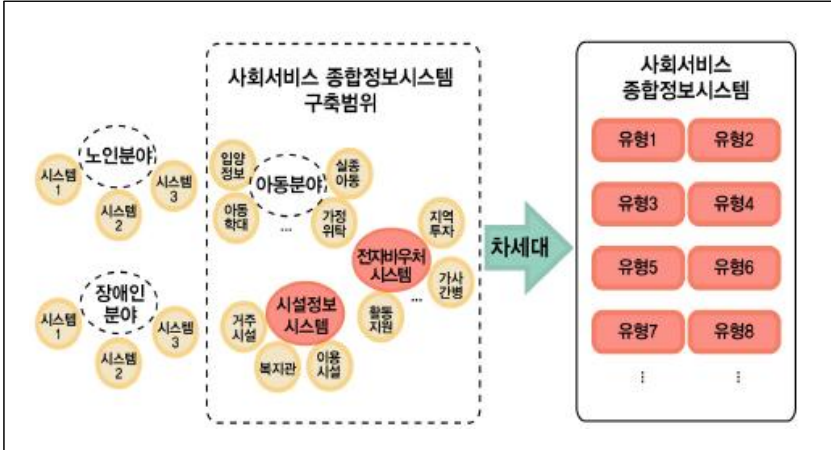 사회서비스 종합정보시스템
구축범위
노인분야
시스템
1
시스템
2
시스템
3
장애인
분야
시스템
1
시스템
2
시스템
3
입양
정보
아동분야
실종
아동
아동
학대
...
가정
위탁
지역
투자
전자바우처
시스템
가사
간병
...
활동
지원
시설정보
시스템
거주
시설
복지관
이용
시설
차세대
사회서비스
종합정보시스템
유형1 유형2
유형3 유형4
유형5 유형6
유형7 유형8
⋮ ⋮